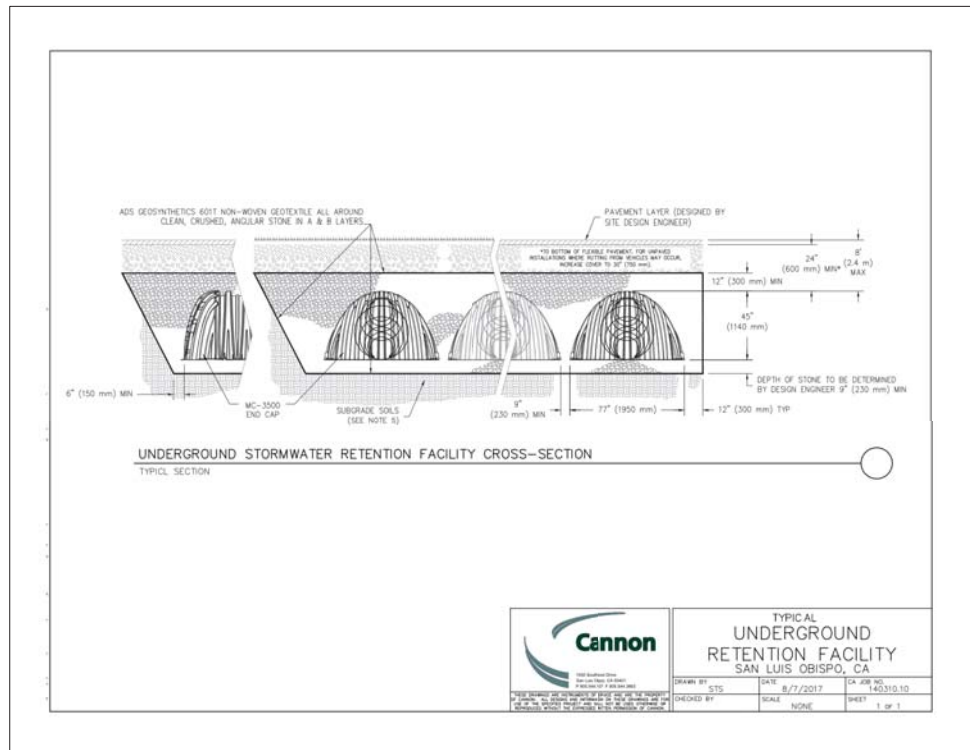 ADS GEOSYNTHETICS 601T NON-WOVEN GEOTEXTILE ALL AROUND
CLEAN, CRUSHED, ANGULAR STONE IN A & B LAYERS
PAVEMENT LAYER (DESIGNED BY
SITE DESIGN ENGINEER)
*TO BOTTOM OF FLEXIBLE PAVEMENT. FOR UNPAVED
INSTALLATIONS WHERE RUTTING FROM VEHICLES MAY OCCUR,
INCREASE COVER TO 30" (750 mm).
24"
(600 mm) MIN*
8'
(2.4 m)
MAX
12" (300 mm) MIN
45"
(1140 mm)
DEPTH OF STONE TO BE DETERMINED
BY DESIGN ENGINEER 9" (230 mm) MIN
6" (150 mm) MIN
MC-3500
END CAP
SUBGRADE SOILS
(SEE NOTE 5)
9"
(230 mm) MIN
77" (1950 mm)
12" (300 mm) TYP
UNDERGROUND STORMWATER RETENTION FACILITY CROSS-SECTION
TYPICL SECTION
Cannon
San Luis Obispo, CA 93401
TYPICAL
UNDERGROUND
RETENTION FACILITY
SAN LUIS OBISPO, CA
DRAWN BY
STS
DATE
8/7/2017
CA JOB NO.
140310.10
CHECKED BY
SCALE
NONE
SHEET
1 or 1